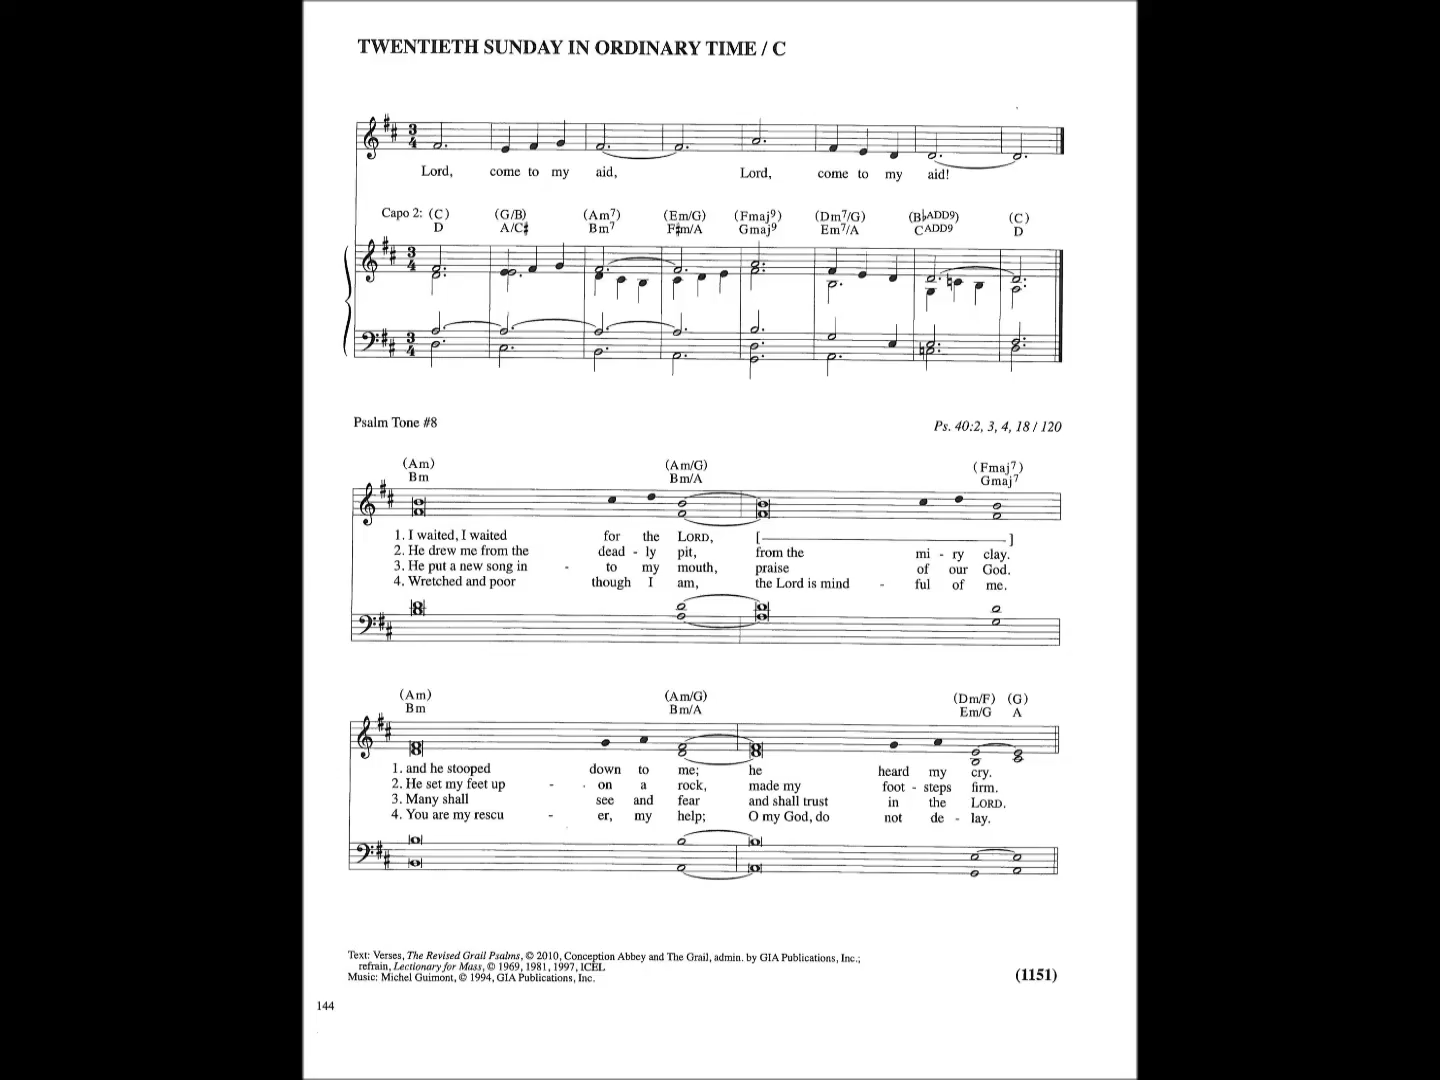 TWENTIETH SUNDAY IN ORDINARY TIME / C
Lord, come to my aid, Lord, come to my aid!
Capo 2: (C) (G/B) (Am7) (Em/G) (Fmaj9) (Dm7/G) (B♭ADD9) (C)
D A/C♯ Bm7 F♯m/A Gmaj9 Em7/A CADD9 D
Psalm Tone #8
Ps. 40:2, 3, 4, 18 / 120
(Am) (Am/G) (Fmaj7)
Bm Bm/A Gmaj7
1. I waited, I waited for the LORD, [ ]
2. He drew me from the dead - ly pit, from the mi - ry clay.
3. He put a new song in - to my mouth, praise of our God.
4. Wretched and poor though I am, the Lord is mind - ful of me.
(Am) (Am/G) (Dm/F) (G)
Bm Bm/A Em/G A
1. and he stooped down to me; he heard my cry.
2. He set my feet up - on a rock, made my foot - steps firm.
3. Many shall see and fear and shall trust in the LORD.
4. You are my rescu - er, my help; O my God, do not de - lay.
Text: Verses, The Revised Grail Psalms, © 2010, Conception Abbey and The Grail, admin. by GIA Publications, Inc.;
refrain, Lectionary for Mass, © 1969, 1981, 1997, ICEL
Music: Michel Guimont, © 1994, GIA Publications, Inc.
(1151)
144